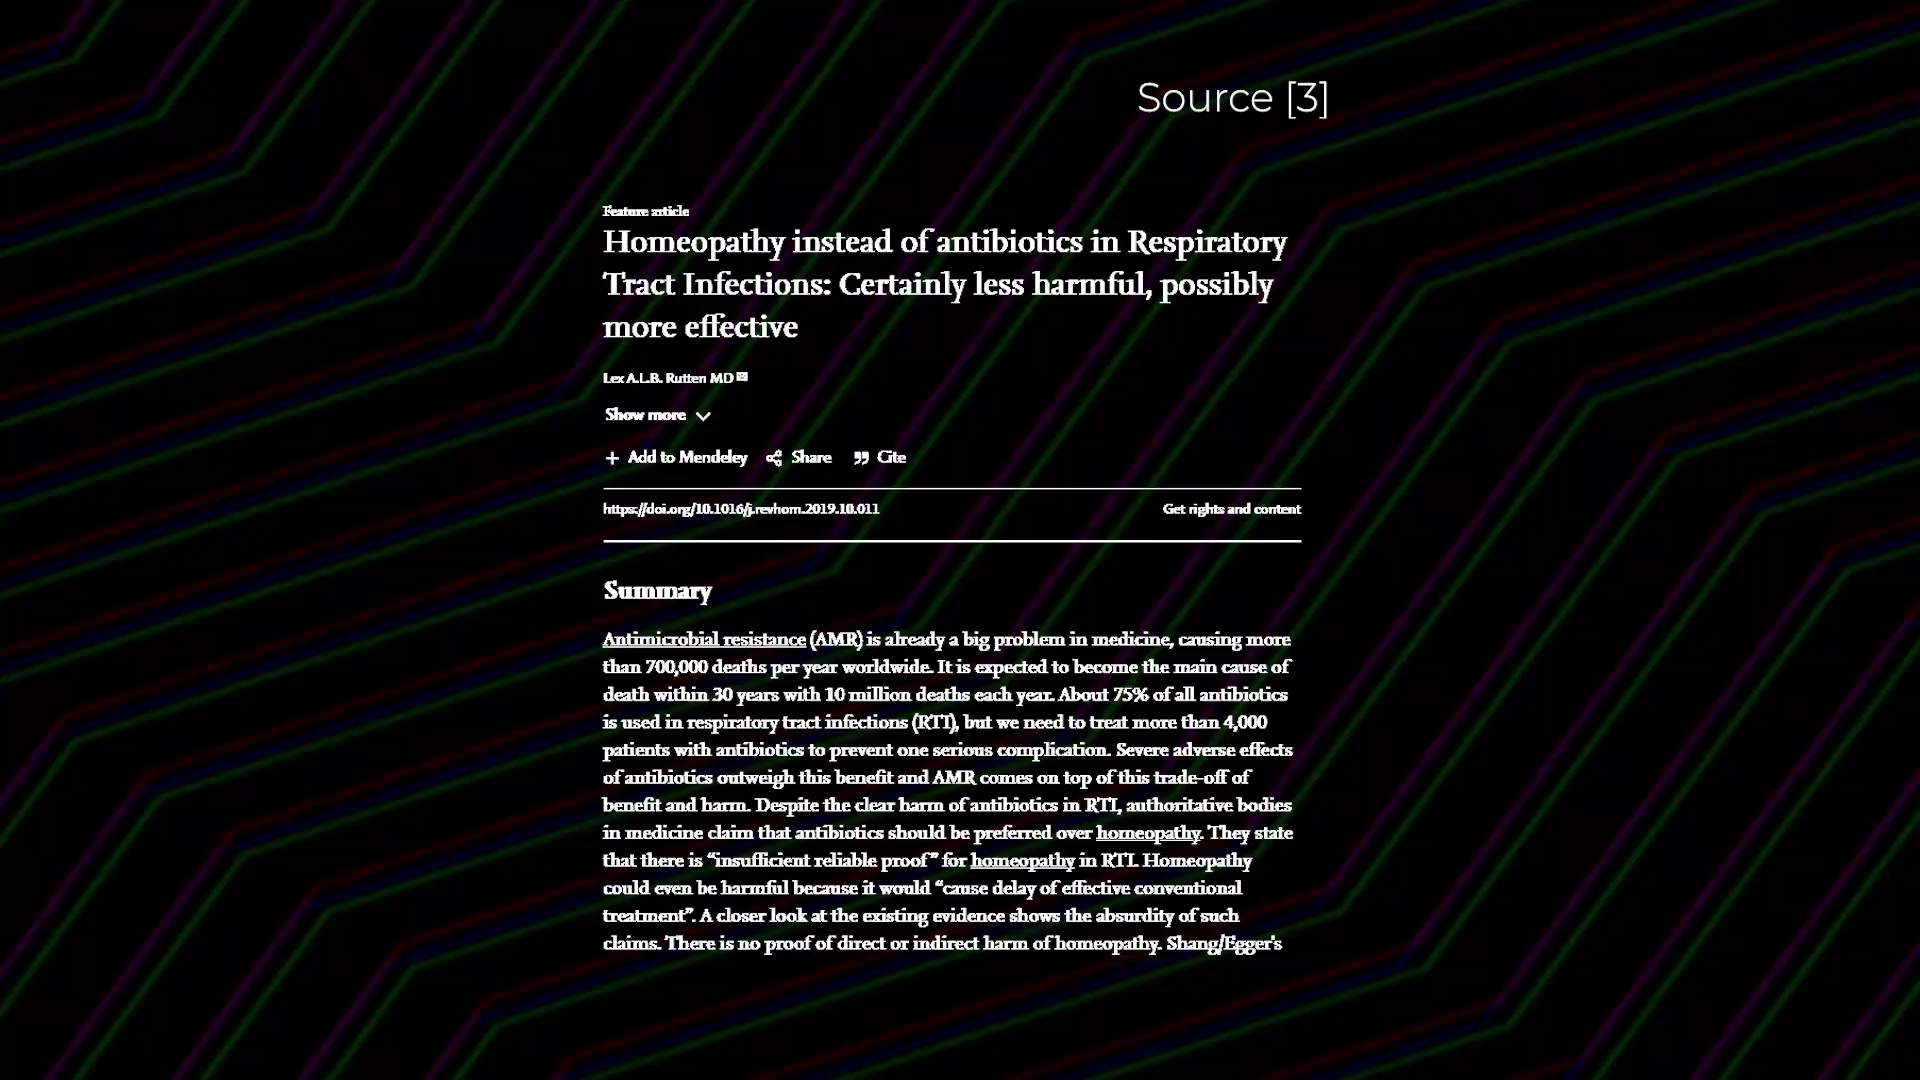 Source [3]
Feature article
Homeopathy instead of antibiotics in Respiratory
Tract Infections: Certainly less harmful, possibly
more effective
Lex A.L.B. Rutten MD
Show more
Add to Mendeley Share Cite
https://doi.org/10.1016/j.revhom.2019.10.011 Get rights and content
Summary
Antimicrobial resistance (AMR) is already a big problem in medicine, causing more
than 700,000 deaths per year worldwide. It is expected to become the main cause of
death within 30 years with 10 million deaths each year. About 75% of all antibiotics
is used in respiratory tract infections (RTI), but we need to treat more than 4,000
patients with antibiotics to prevent one serious complication. Severe adverse effects
of antibiotics outweigh this benefit and AMR comes on top of this trade-off of
benefit and harm. Despite the clear harm of antibiotics in RTI, authoritative bodies
in medicine claim that antibiotics should be preferred over homeopathy. They state
that there is “insufficient reliable proof” for homeopathy in RTI. Homeopathy
could even be harmful because it would “cause delay of effective conventional
treatment”. A closer look at the existing evidence shows the absurdity of such
claims. There is no proof of direct or indirect harm of homeopathy. Shang/Egger's